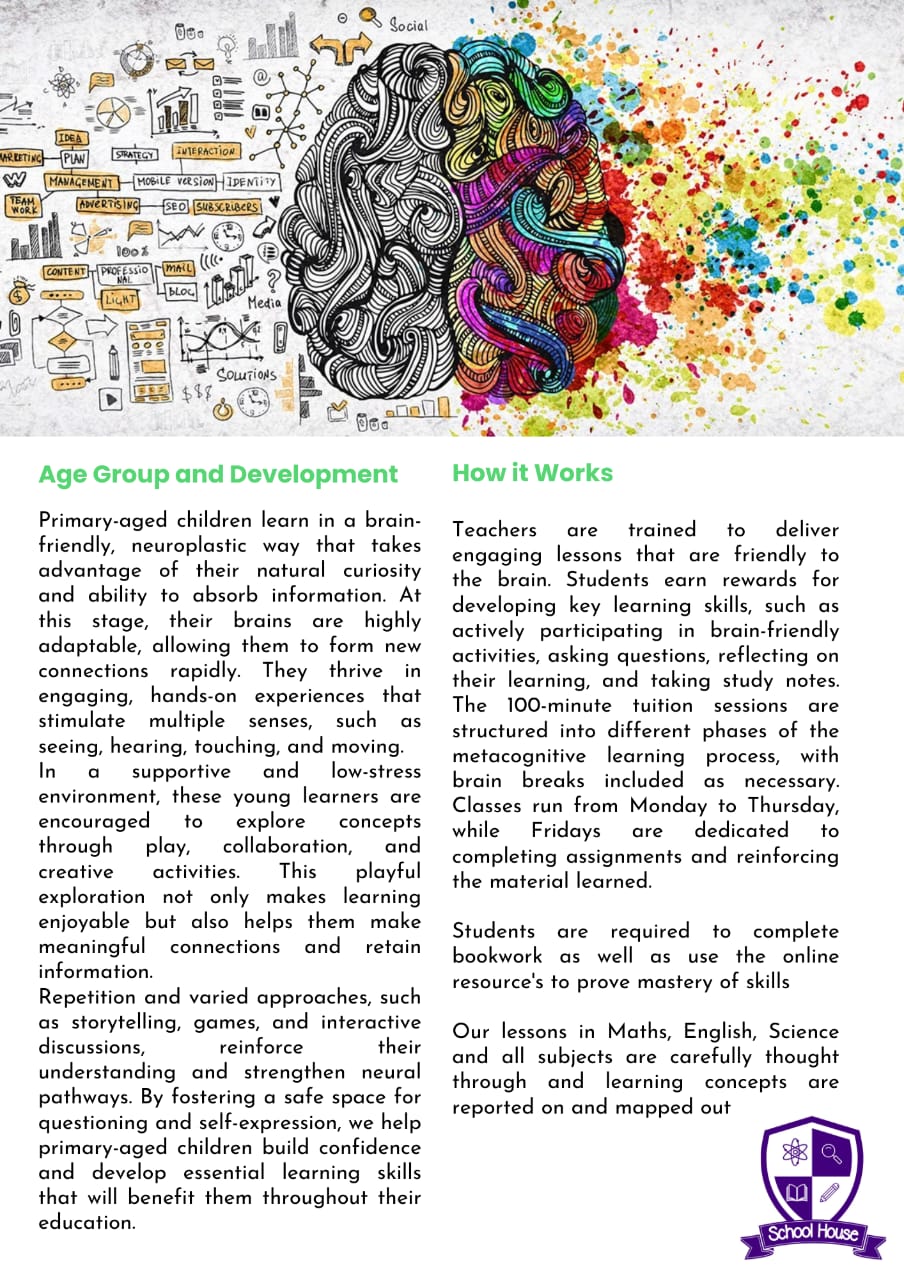 Social
@
IDEA
MARKETING
PLAN
STRATEGY
INTERACTION
W
MANAGEMENT
MOBILE VERSION
IDENTITY
TEAM
WORK
ADVERTISING
SEO
SUBSCRIBERS
100%
CONTENT
PROFESSIO
NAL
MAIL
LIGHT
BLOG
?
Media
SOLUTIONS
$$$
Age Group and Development
Primary-aged children learn in a brain-
friendly, neuroplastic way that takes
advantage of their natural curiosity
and ability to absorb information. At
this stage, their brains are highly
adaptable, allowing them to form new
connections rapidly. They thrive in
engaging, hands-on experiences that
stimulate multiple senses, such as
seeing, hearing, touching, and moving.
In a supportive and low-stress
environment, these young learners are
encouraged to explore concepts
through play, collaboration, and
creative activities. This playful
exploration not only makes learning
enjoyable but also helps them make
meaningful connections and retain
information.
Repetition and varied approaches, such
as storytelling, games, and interactive
discussions, reinforce their
understanding and strengthen neural
pathways. By fostering a safe space for
questioning and self-expression, we help
primary-aged children build confidence
and develop essential learning skills
that will benefit them throughout their
education.
How it Works
Teachers are trained to deliver
engaging lessons that are friendly to
the brain. Students earn rewards for
developing key learning skills, such as
actively participating in brain-friendly
activities, asking questions, reflecting on
their learning, and taking study notes.
The 100-minute tuition sessions are
structured into different phases of the
metacognitive learning process, with
brain breaks included as necessary.
Classes run from Monday to Thursday,
while Fridays are dedicated to
completing assignments and reinforcing
the material learned.
Students are required to complete
bookwork as well as use the online
resource's to prove mastery of skills
Our lessons in Maths, English, Science
and all subjects are carefully thought
through and learning concepts are
reported on and mapped out
School House